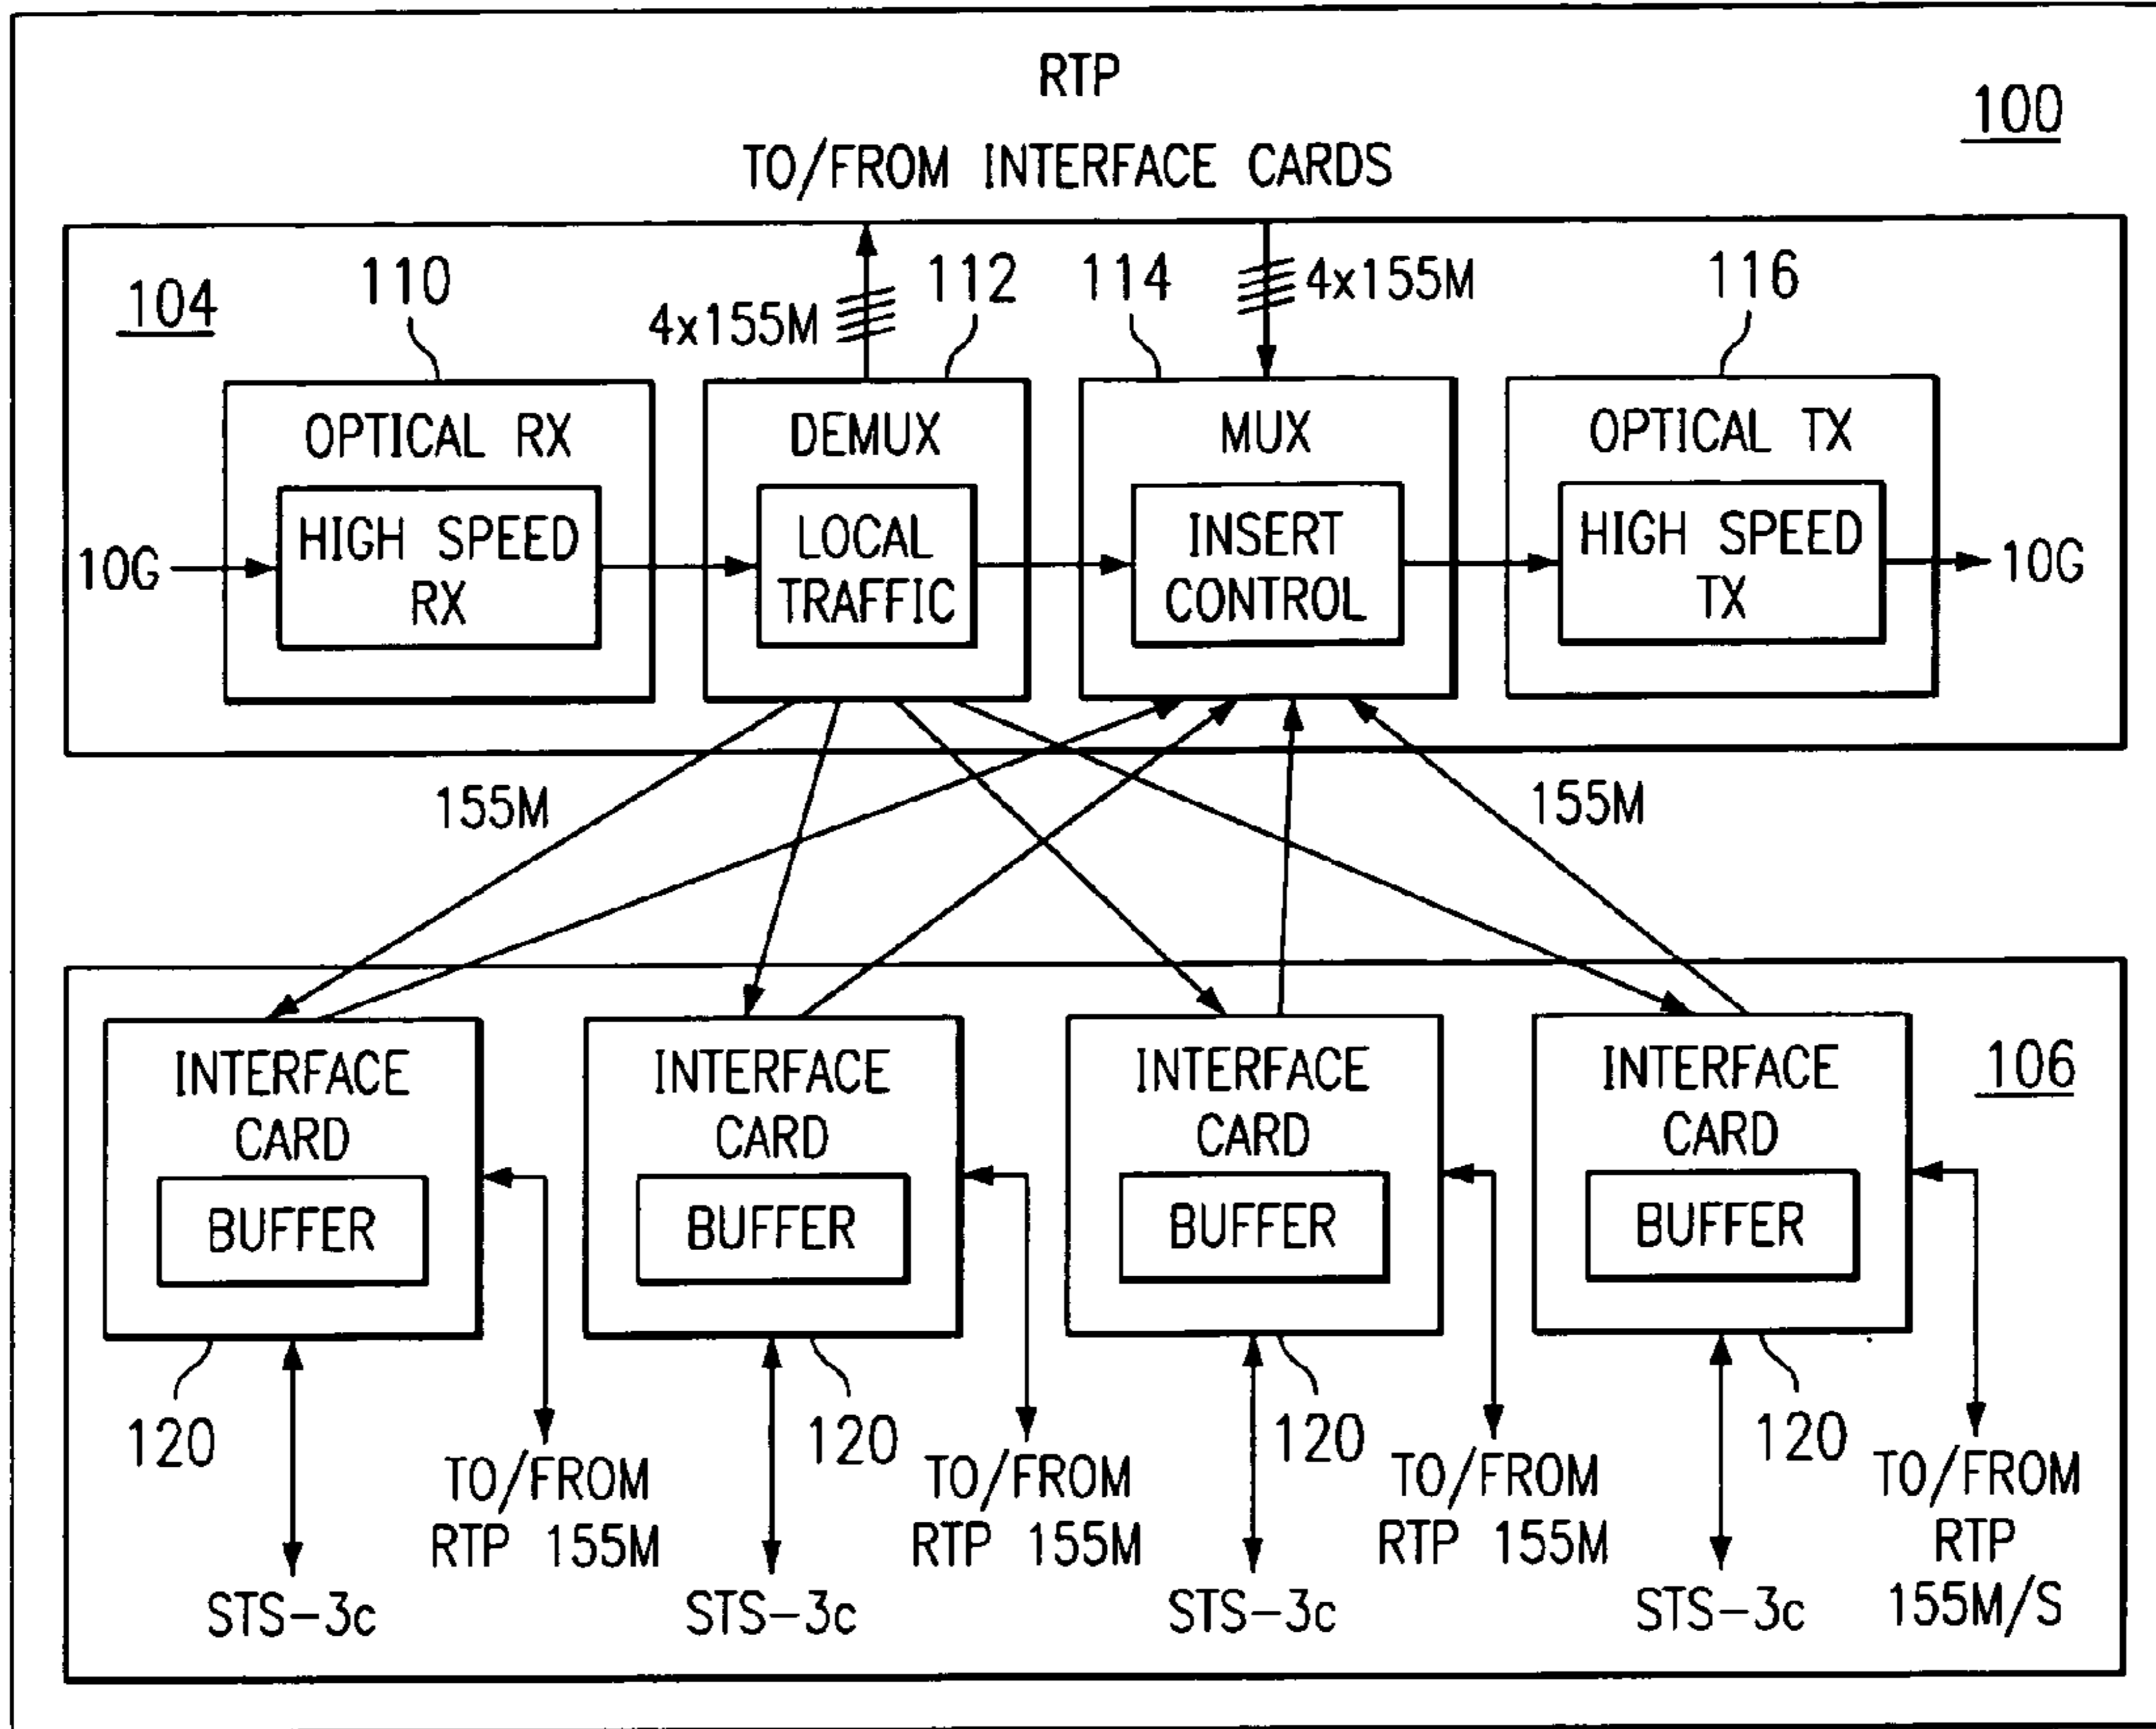 RTP
100
TO/FROM INTERFACE CARDS
104
110
4x155M
112
114
4x155M
116
OPTICAL RX
DEMUX
MUX
OPTICAL TX
10G
HIGH SPEED
RX
LOCAL
TRAFFIC
INSERT
CONTROL
HIGH SPEED
TX
10G
155M
155M
106
INTERFACE
CARD
BUFFER
INTERFACE
CARD
BUFFER
INTERFACE
CARD
BUFFER
INTERFACE
CARD
BUFFER
120
STS-3c
TO/FROM
RTP 155M
120
STS-3c
TO/FROM
RTP 155M
120
STS-3c
TO/FROM
RTP 155M
120
STS-3c
TO/FROM
RTP
155M/S